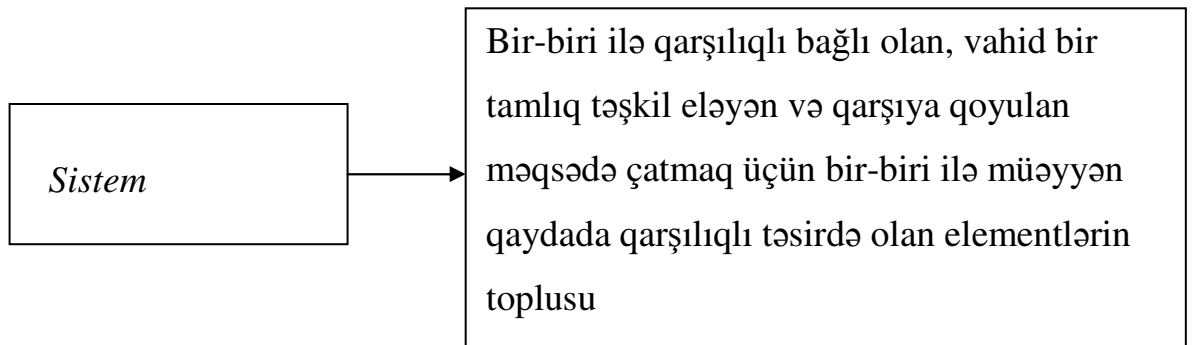 Sistem
Bir-biri ilə qarşılıqlı bağlı olan, vahid bir
tamlıq təşkil eləyən və qarşıya qoyulan
məqsədə çatmaq üçün bir-biri ilə müəyyən
qaydada qarşılıqlı təsirdə olan elementlərin
toplusu